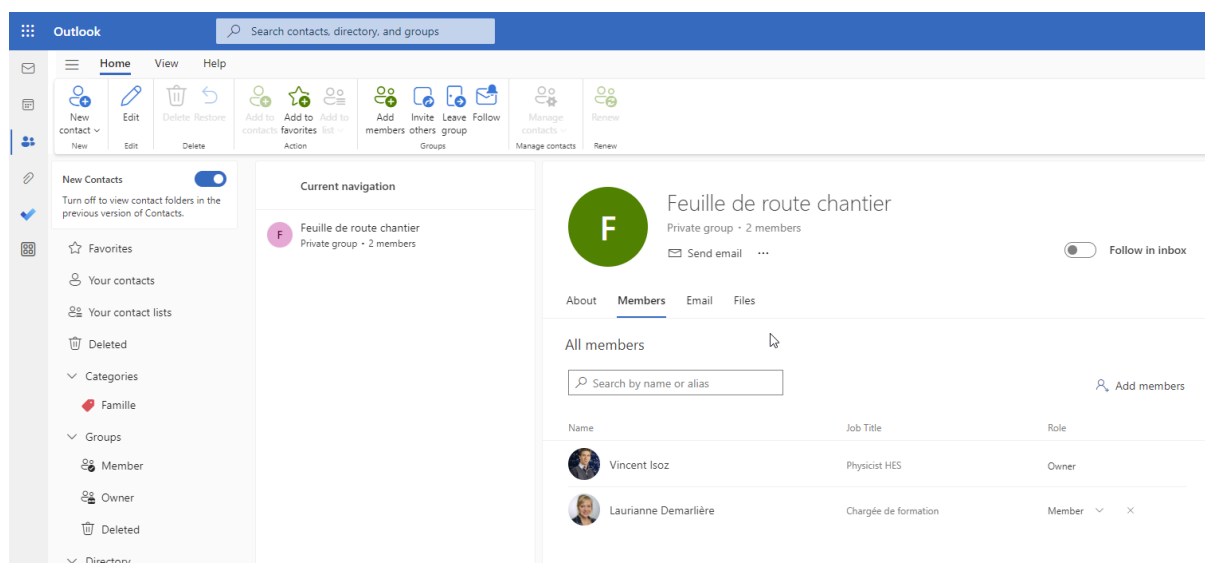 Outlook
Search contacts, directory, and groups
Home View Help
New contact
Edit
Delete Restore
Add to contacts
Add to favorites
Add to list
Add members
Invite others
Leave group
Follow
Manage contacts
Renew
New
Edit
Delete
Action
Groups
Manage contacts
Renew
New Contacts
Turn off to view contact folders in the
previous version of Contacts.
Favorites
Your contacts
Your contact lists
Deleted
Categories
Famille
Groups
Member
Owner
Deleted
Directory
Current navigation
F
Feuille de route chantier
Private group • 2 members
F
Feuille de route chantier
Private group • 2 members
Send email ...
Follow in inbox
About Members Email Files
All members
Search by name or alias
Add members
Name Job Title Role
Vincent Isoz Physicist HES Owner
Laurianne Demarlière Chargée de formation Member